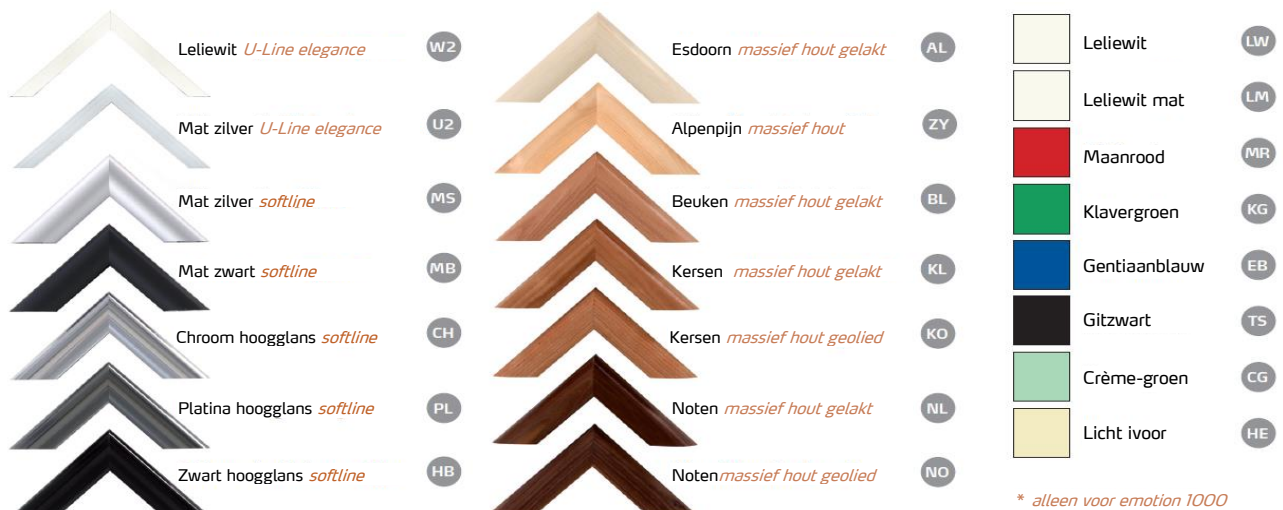 Leliewit U-Line elegance W2
Mat zilver U-Line elegance U2
Mat zilver softline MS
Mat zwart softline MB
Chroom hoogglans softline CH
Platina hoogglans softline PL
Zwart hoogglans softline HB
Esdoorn massief hout gelakt AL
Alpenpijn massief hout ZY
Beuken massief hout gelakt BL
Kersen massief hout gelakt KL
Kersen massief hout geolied KO
Noten massief hout gelakt NL
Noten massief hout geolied NO
Leliewit LW
Leliewit mat LM
Maanrood MR
Klavergroen KG
Gentiaanblauw EB
Gitzwart TS
Crème-groen CG
Licht ivoor HE
* alleen voor emotion 1000